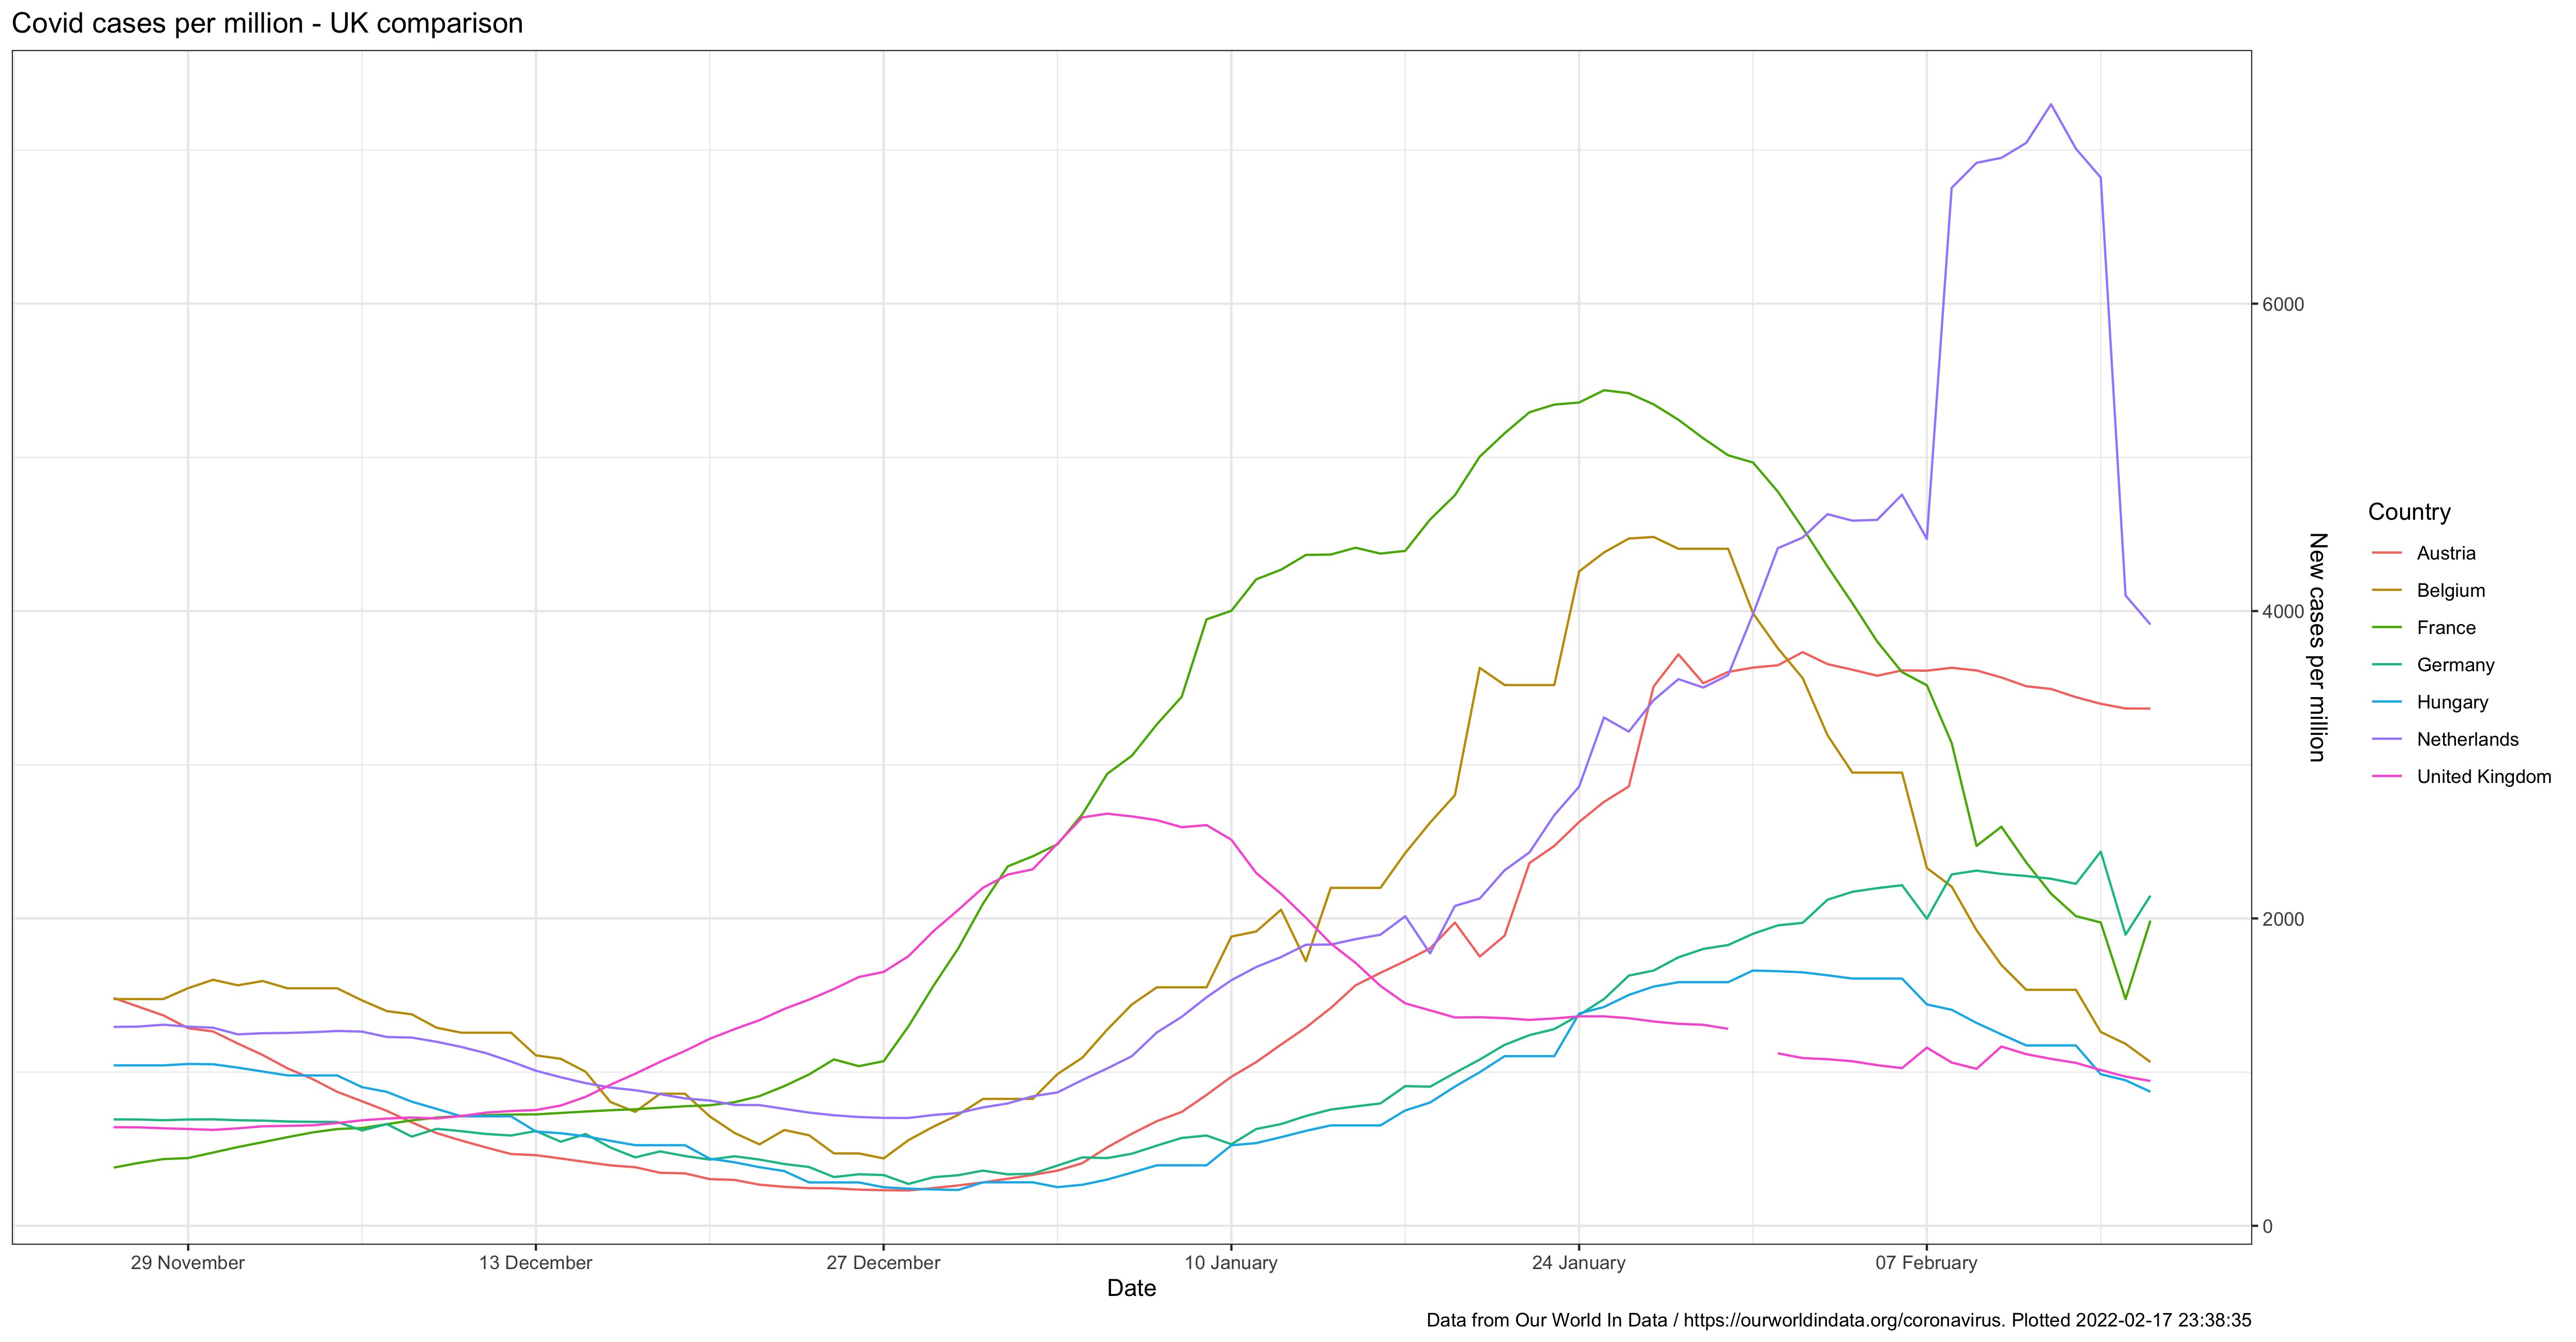 Covid cases per million - UK comparison
6000
4000
2000
0
New cases per million
29 November
13 December
27 December
10 January
24 January
07 February
Date
Country
Austria
Belgium
France
Germany
Hungary
Netherlands
United Kingdom
Data from Our World In Data / https://ourworldindata.org/coronavirus. Plotted 2022-02-17 23:38:35